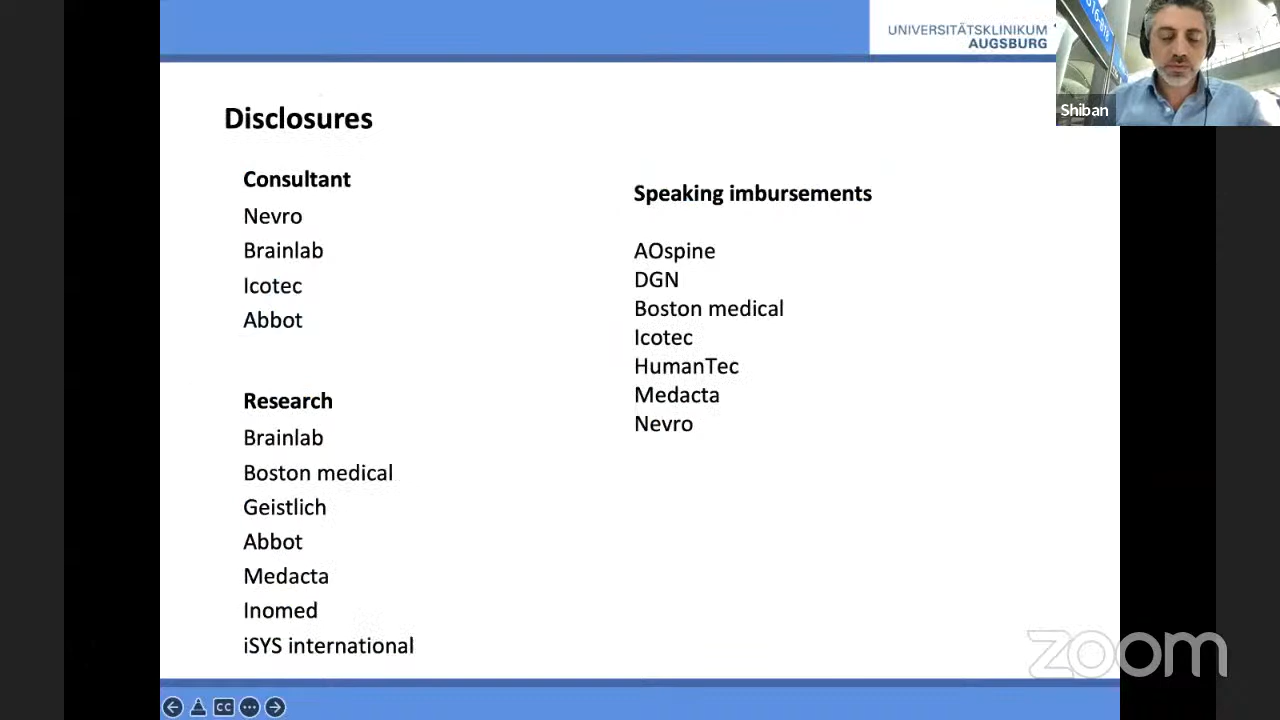 UNIVERSITÄTSKLINIKUM
AUGSBURG
Shiban
Disclosures
Consultant
Nevro
Brainlab
Icotec
Abbot
Research
Brainlab
Boston medical
Geistlich
Abbot
Medacta
Inomed
iSYS international
Speaking imbursements
AOspine
DGN
Boston medical
Icotec
HumanTec
Medacta
Nevro
zoom
CC